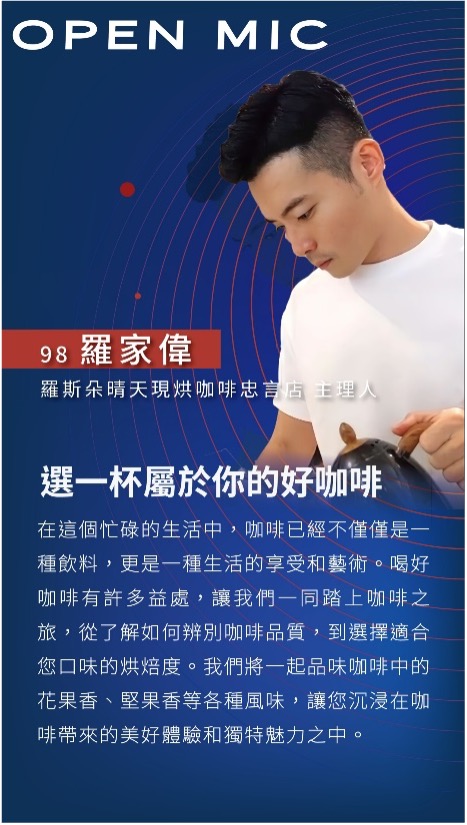 OPEN MIC
98 羅家偉
羅斯朵晴天現烘咖啡忠言店 主理人
選一杯屬於你的好咖啡
在這個忙碌的生活中，咖啡已經不僅僅是一
種飲料，更是一種生活的享受和藝術。喝好
咖啡有許多益處，讓我們一同踏上咖啡之
旅，從了解如何辨別咖啡品質，到選擇適合
您口味的烘焙度。我們將一起品味咖啡中的
花果香、堅果香等各種風味，讓您沉浸在咖
啡帶來的美好體驗和獨特魅力之中。